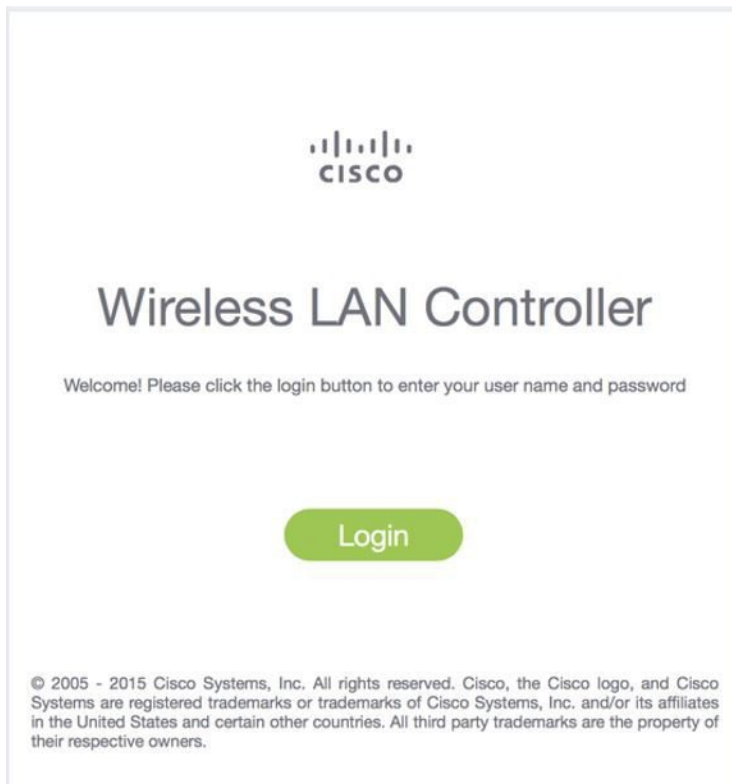 CISCO
Wireless LAN Controller
Welcome! Please click the login button to enter your user name and password
Login
© 2005 - 2015 Cisco Systems, Inc. All rights reserved. Cisco, the Cisco logo, and Cisco
Systems are registered trademarks or trademarks of Cisco Systems, Inc. and/or its affiliates
in the United States and certain other countries. All third party trademarks are the property of
their respective owners.